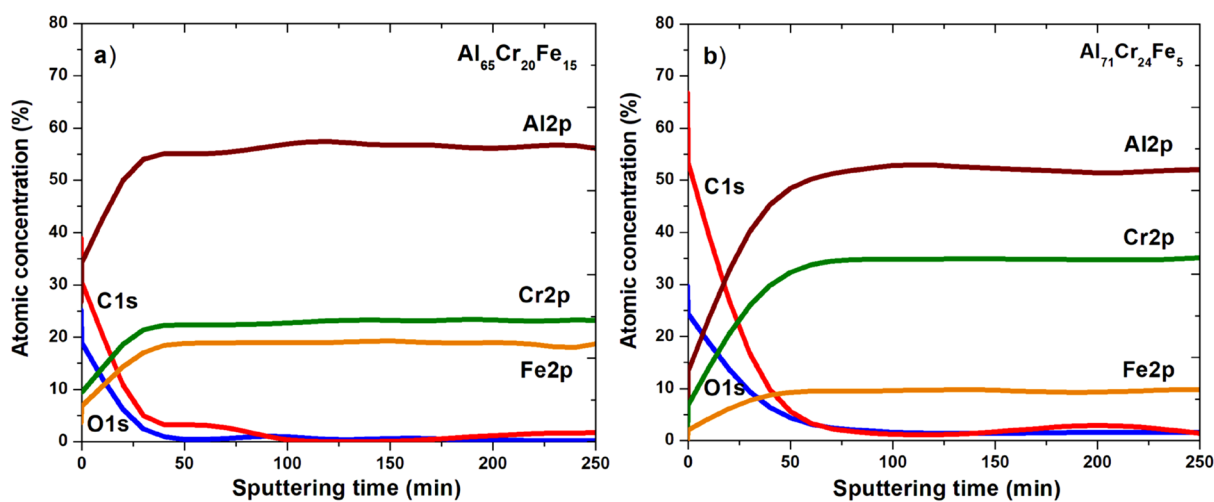 a)
Al65Cr20Fe15
Atomic concentration (%)
80
70
60
50
40
30
20
10
0
Al2p
C1s
Cr2p
Fe2p
O1s
0 50 100 150 200 250
Sputtering time (min)
b)
Al71Cr24Fe5
Atomic concentration (%)
80
70
60
50
40
30
20
10
0
Al2p
C1s
Cr2p
O1s
Fe2p
0 50 100 150 200 250
Sputtering time (min)